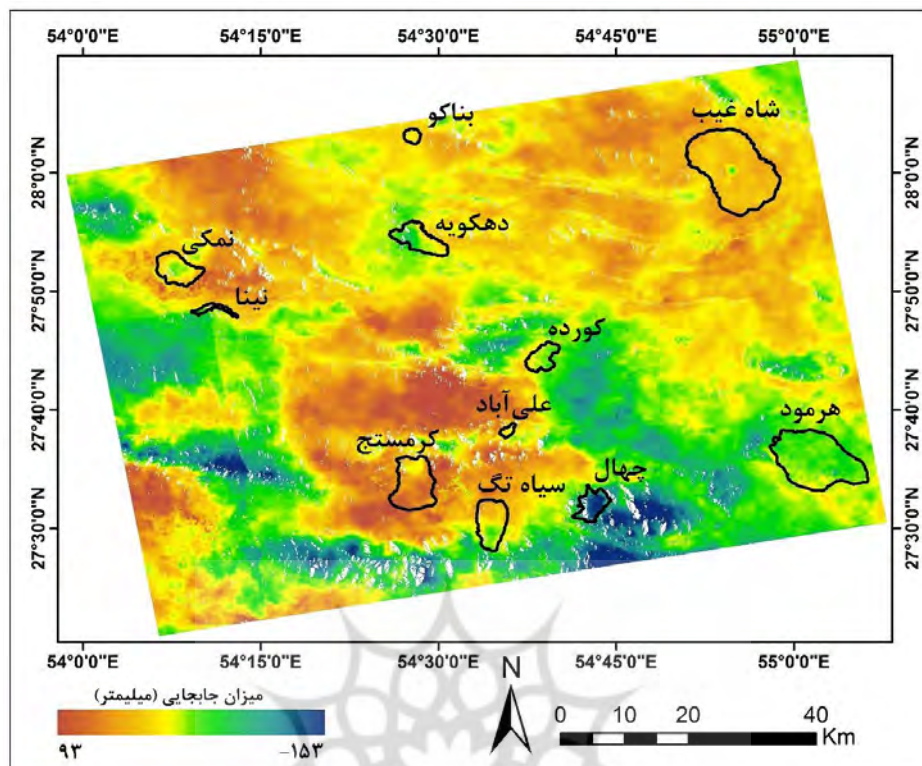 54°0'0"E 54°15'0"E 54°30'0"E 54°45'0"E 55°0'0"E
بناکو
شاه غیب
28°0'0"N 28°0'0"N
دهکویه
نمکی
27°50'0"N 27°50'0"N
نینا
کورده
27°40'0"N 27°40'0"N
علی‌آباد
هرمود
کرمستج
سیاه تگ
چهال
27°30'0"N 27°30'0"N
54°0'0"E 54°15'0"E 54°30'0"E 54°45'0"E 55°0'0"E
میزان جابجایی (میلیمتر)
۹۳ -۱۵۳
N
0 10 20 40
Km